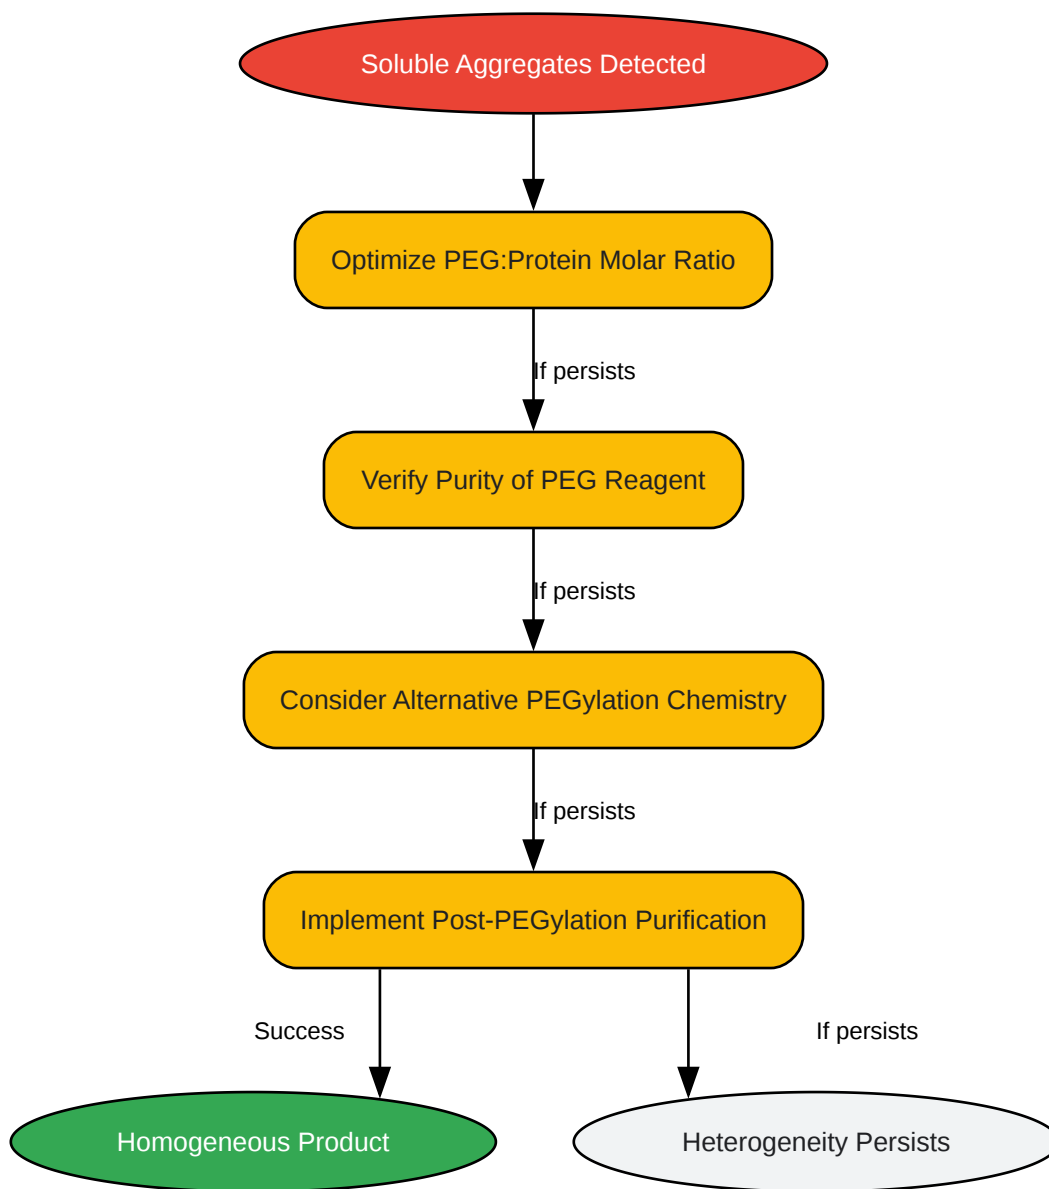 Soluble Aggregates Detected
Optimize PEG:Protein Molar Ratio
If persists
Verify Purity of PEG Reagent
If persists
Consider Alternative PEGylation Chemistry
If persists
Implement Post-PEGylation Purification
Success
If persists
Homogeneous Product
Heterogeneity Persists